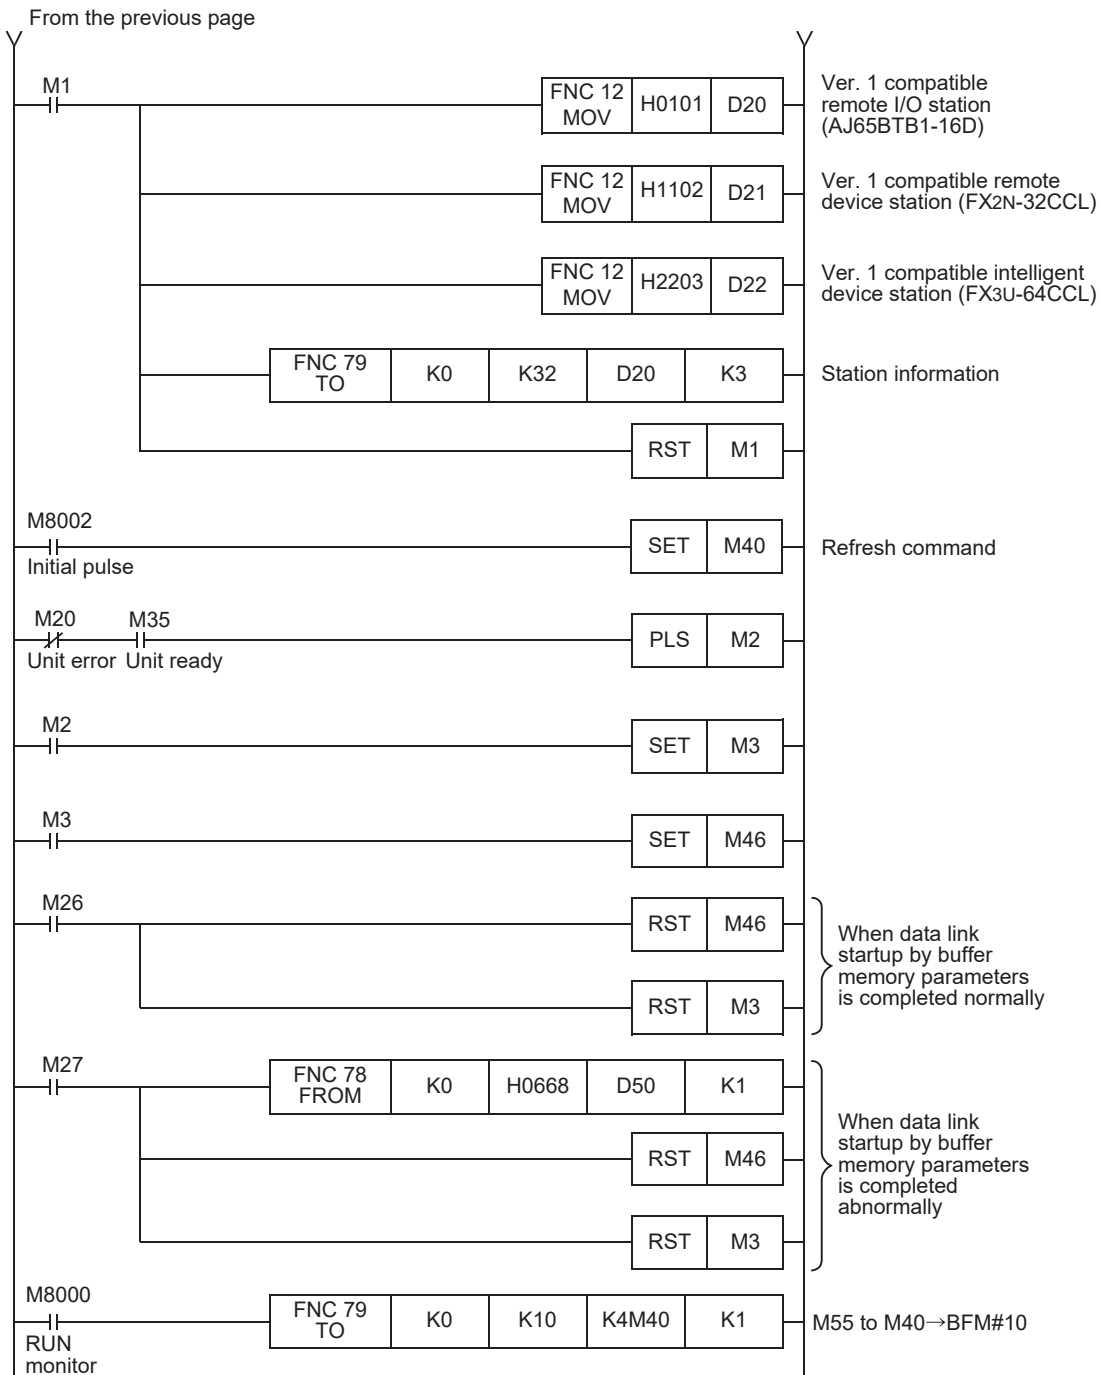 From the previous page
M1
FNC 12
MOV
H0101
D20
Ver. 1 compatible
remote I/O station
(AJ65BTB1-16D)
FNC 12
MOV
H1102
D21
Ver. 1 compatible remote
device station (FX2N-32CCL)
FNC 12
MOV
H2203
D22
Ver. 1 compatible intelligent
device station (FX3U-64CCL)
FNC 79
TO
K0
K32
D20
K3
Station information
RST
M1
M8002
Initial pulse
SET
M40
Refresh command
M20
Unit error
M35
Unit ready
PLS
M2
M2
SET
M3
M3
SET
M46
M26
RST
M46
RST
M3
When data link
startup by buffer
memory parameters
is completed normally
M27
FNC 78
FROM
K0
H0668
D50
K1
RST
M46
RST
M3
When data link
startup by buffer
memory parameters
is completed
abnormally
M8000
RUN
monitor
FNC 79
TO
K0
K10
K4M40
K1
M55 to M40→BFM#10